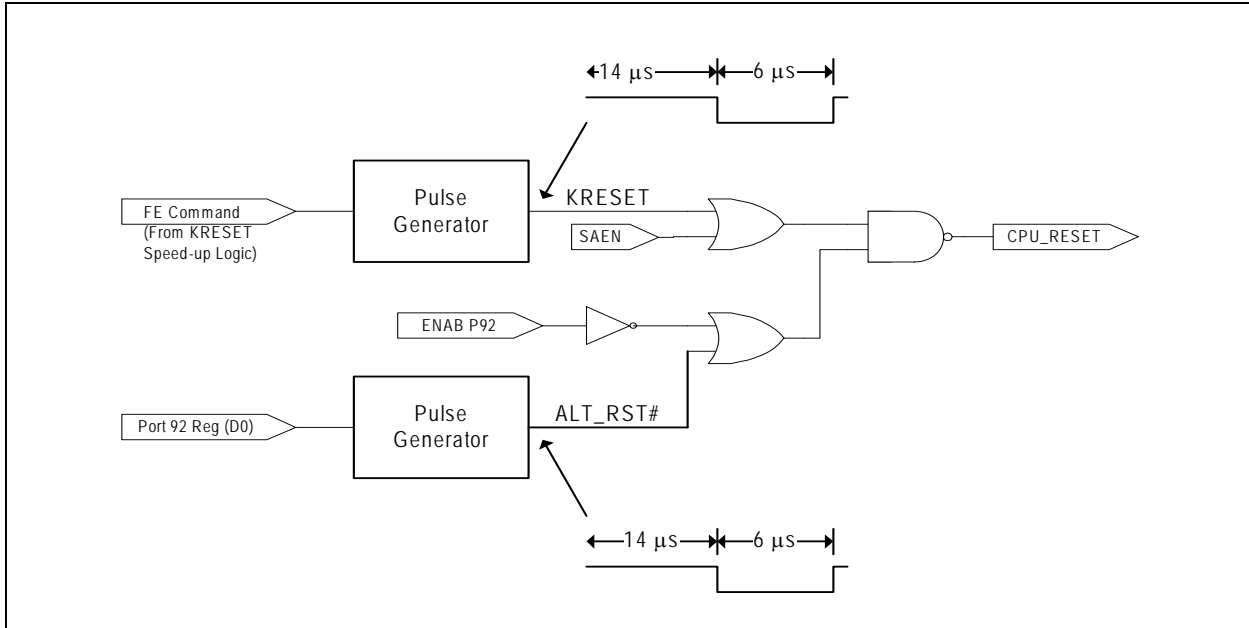 14 μs
6 μs
Pulse
Generator
KRESET
FE Command
(From KRESET
Speed-up Logic)
SAEN
CPU_RESET
ENAB P92
Pulse
Generator
ALT_RST#
Port 92 Reg (D0)
14 μs
6 μs